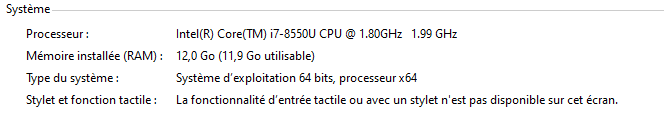 Système
Processeur : Intel(R) Core(TM) i7-8550U CPU @ 1.80GHz 1.99 GHz
Mémoire installée (RAM) : 12,0 Go (11,9 Go utilisable)
Type du système : Système d'exploitation 64 bits, processeur x64
Stylet et fonction tactile : La fonctionnalité d'entrée tactile ou avec un stylet n'est pas disponible sur cet écran.